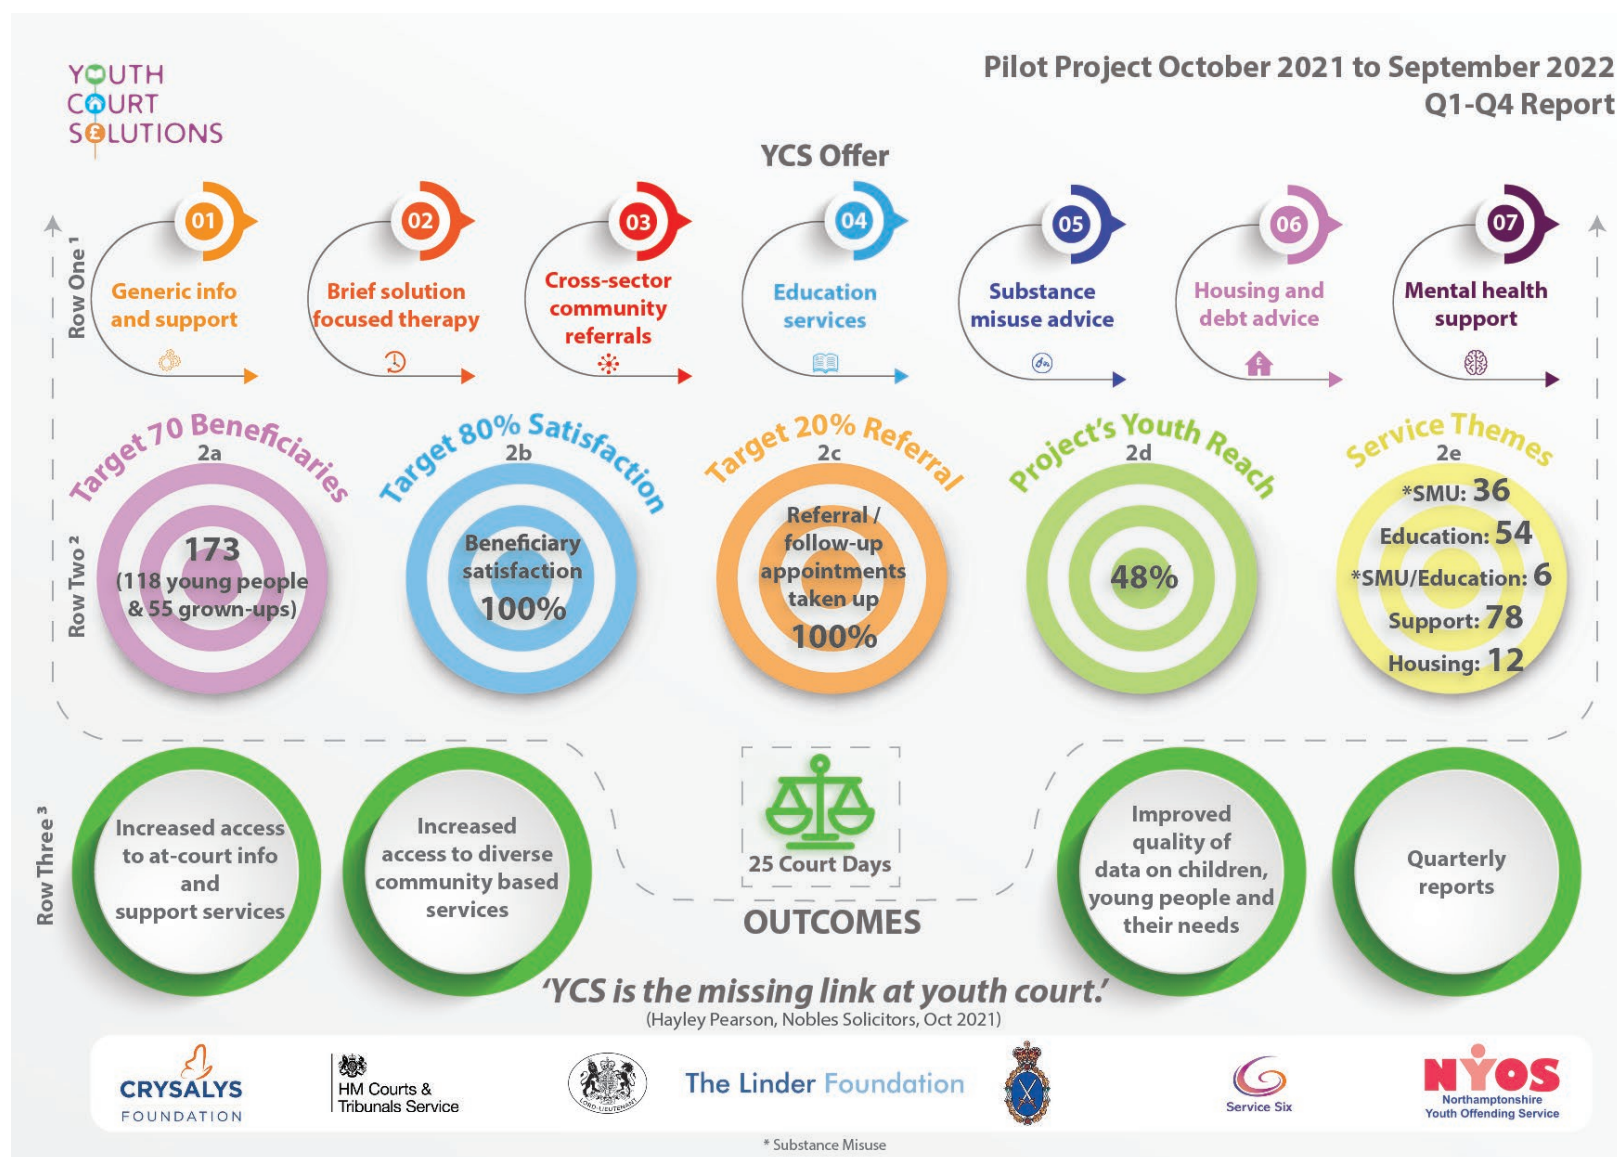 YOUTH
COURT
SOLUTIONS
Pilot Project October 2021 to September 2022
Q1-Q4 Report
YCS Offer
Row One ¹
01
Generic info
and support
02
Brief solution
focused therapy
03
Cross-sector
community
referrals
04
Education
services
05
Substance
misuse advice
06
Housing and
debt advice
07
Mental health
support
Row Two ²
Target 70 Beneficiaries
2a
173
(118 young people
& 55 grown-ups)
Target 80% Satisfaction
2b
Beneficiary
satisfaction
100%
Target 20% Referral
2c
Referral /
follow-up
appointments
taken up
100%
Project's Youth Reach
2d
48%
Service Themes
2e
*SMU: 36
Education: 54
*SMU/Education: 6
Support: 78
Housing: 12
Row Three ³
Increased access
to at-court info
and
support services
Increased
access to diverse
community based
services
25 Court Days
OUTCOMES
Improved
quality of
data on children,
young people and
their needs
Quarterly
reports
‘YCS is the missing link at youth court.’
(Hayley Pearson, Nobles Solicitors, Oct 2021)
CRYSALYS
FOUNDATION
HM Courts &
Tribunals Service
LORD-LIEUTENANT
The Linder Foundation
Service Six
NYOS
Northamptonshire
Youth Offending Service
* Substance Misuse